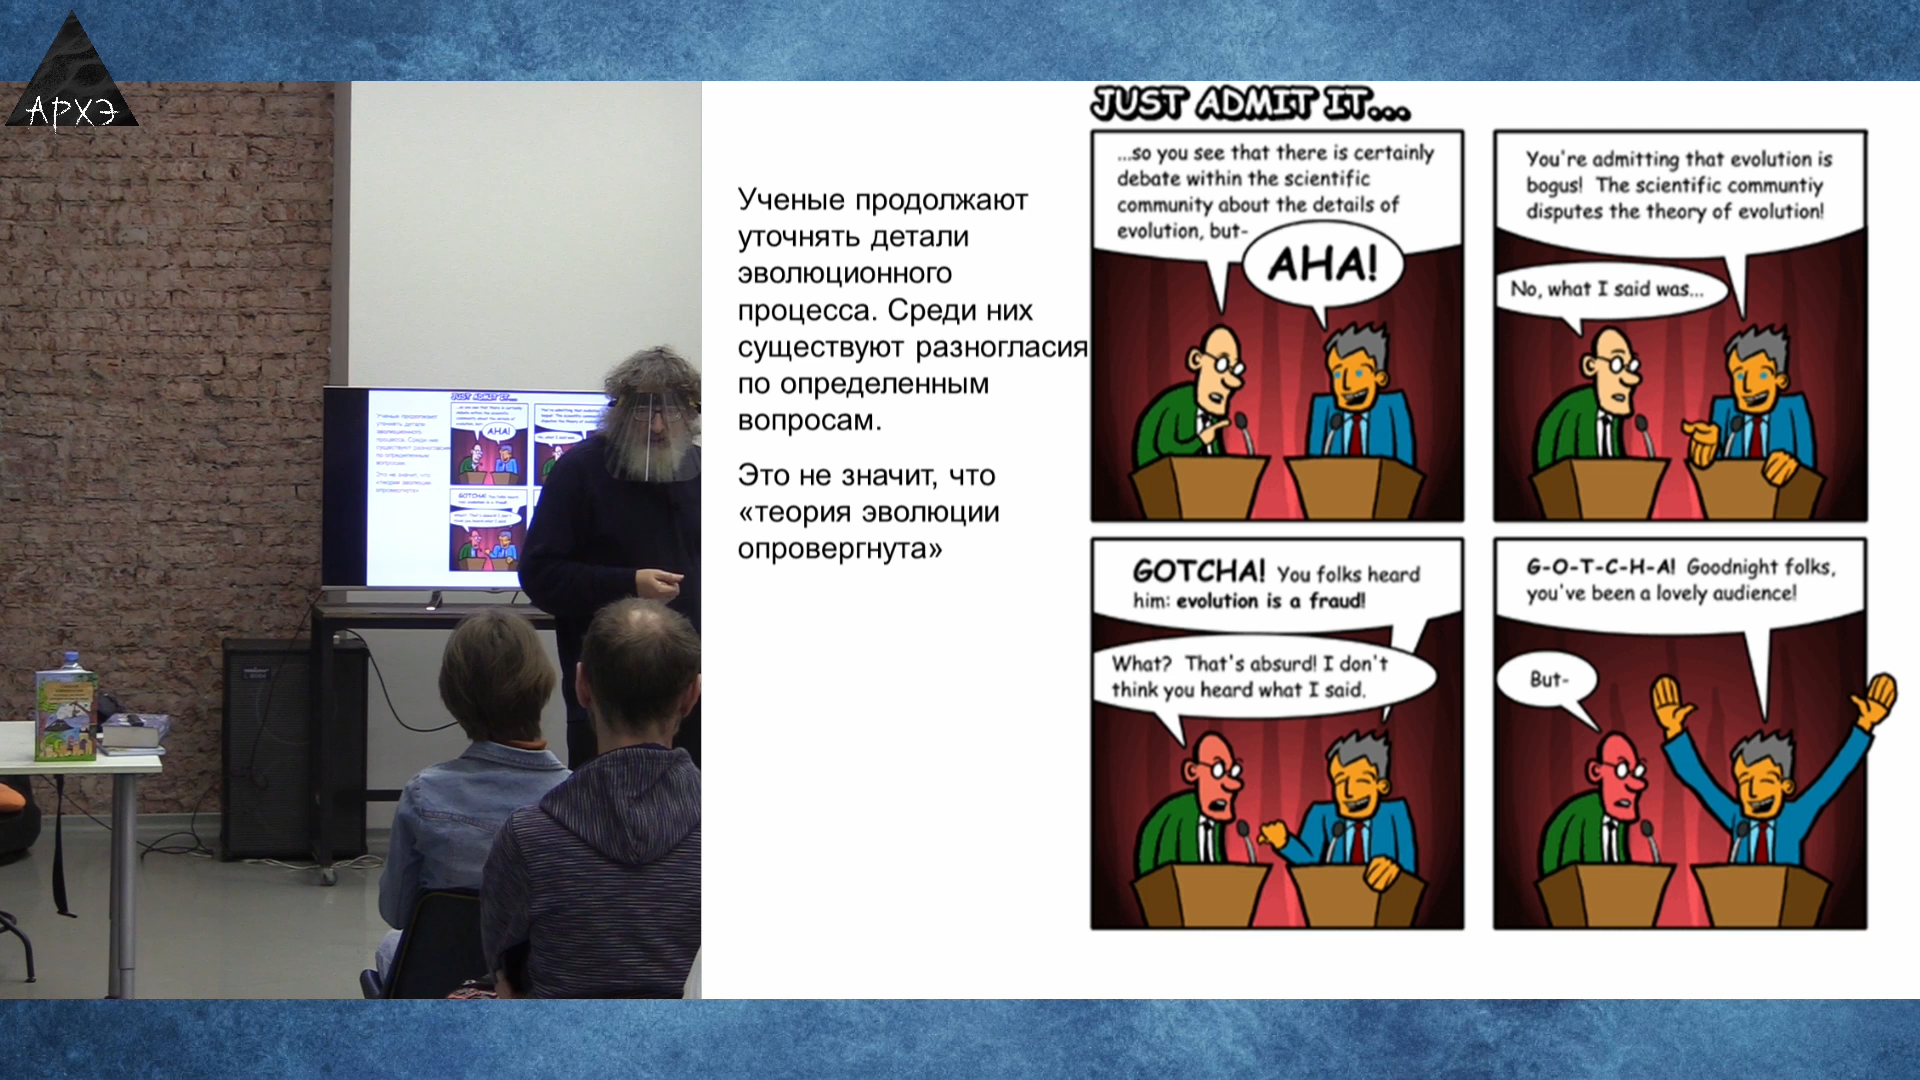 АРХЭ
Ученые продолжают
уточнять детали
эволюционного
процесса. Среди них
существуют разногласия
по определенным
вопросам.
Это не значит, что
«теория эволюции
опровергнута»
JUST ADMIT IT...
...so you see that there is certainly
debate within the scientific
community about the details of
evolution, but-
AHA!
You're admitting that evolution is
bogus! The scientific communtiy
disputes the theory of evolution!
No, what I said was...
GOTCHA! You folks heard
him: evolution is a fraud!
What? That's absurd! I don't
think you heard what I said.
G-O-T-C-H-A! Goodnight folks,
you've been a lovely audience!
But-